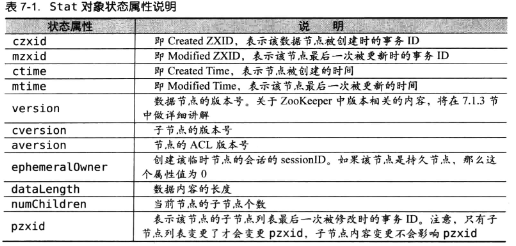 表 7-1. Stat 对象状态属性说明
状态属性 说 明
czxid 即 Created ZXID，表示该数据节点被创建时的事务 ID
mzxid 即 Modified ZXID，表示该节点最后一次被更新时的事务 ID
ctime 即 Created Time，表示节点被创建的时间
mtime 即 Modified Time，表示该节点最后一次被更新的时间
version 数据节点的版本号。关于 ZooKeeper 中版本相关的内容，将在 7.1.3 节
中做详细讲解
cversion 子节点的版本号
aversion 节点的 ACL 版本号
ephemeralOwner 创建该临时节点的会话的 sessionID。如果该节点是持久节点，那么这
个属性值为 0
dataLength 数据内容的长度
numChildren 当前节点的子节点个数
pzxid 表示该节点的子节点列表最后一次被修改时的事务 ID。注意，只有子
节点列表变更了才会变更 pzxid，子节点内容变更不会影响 pzxid